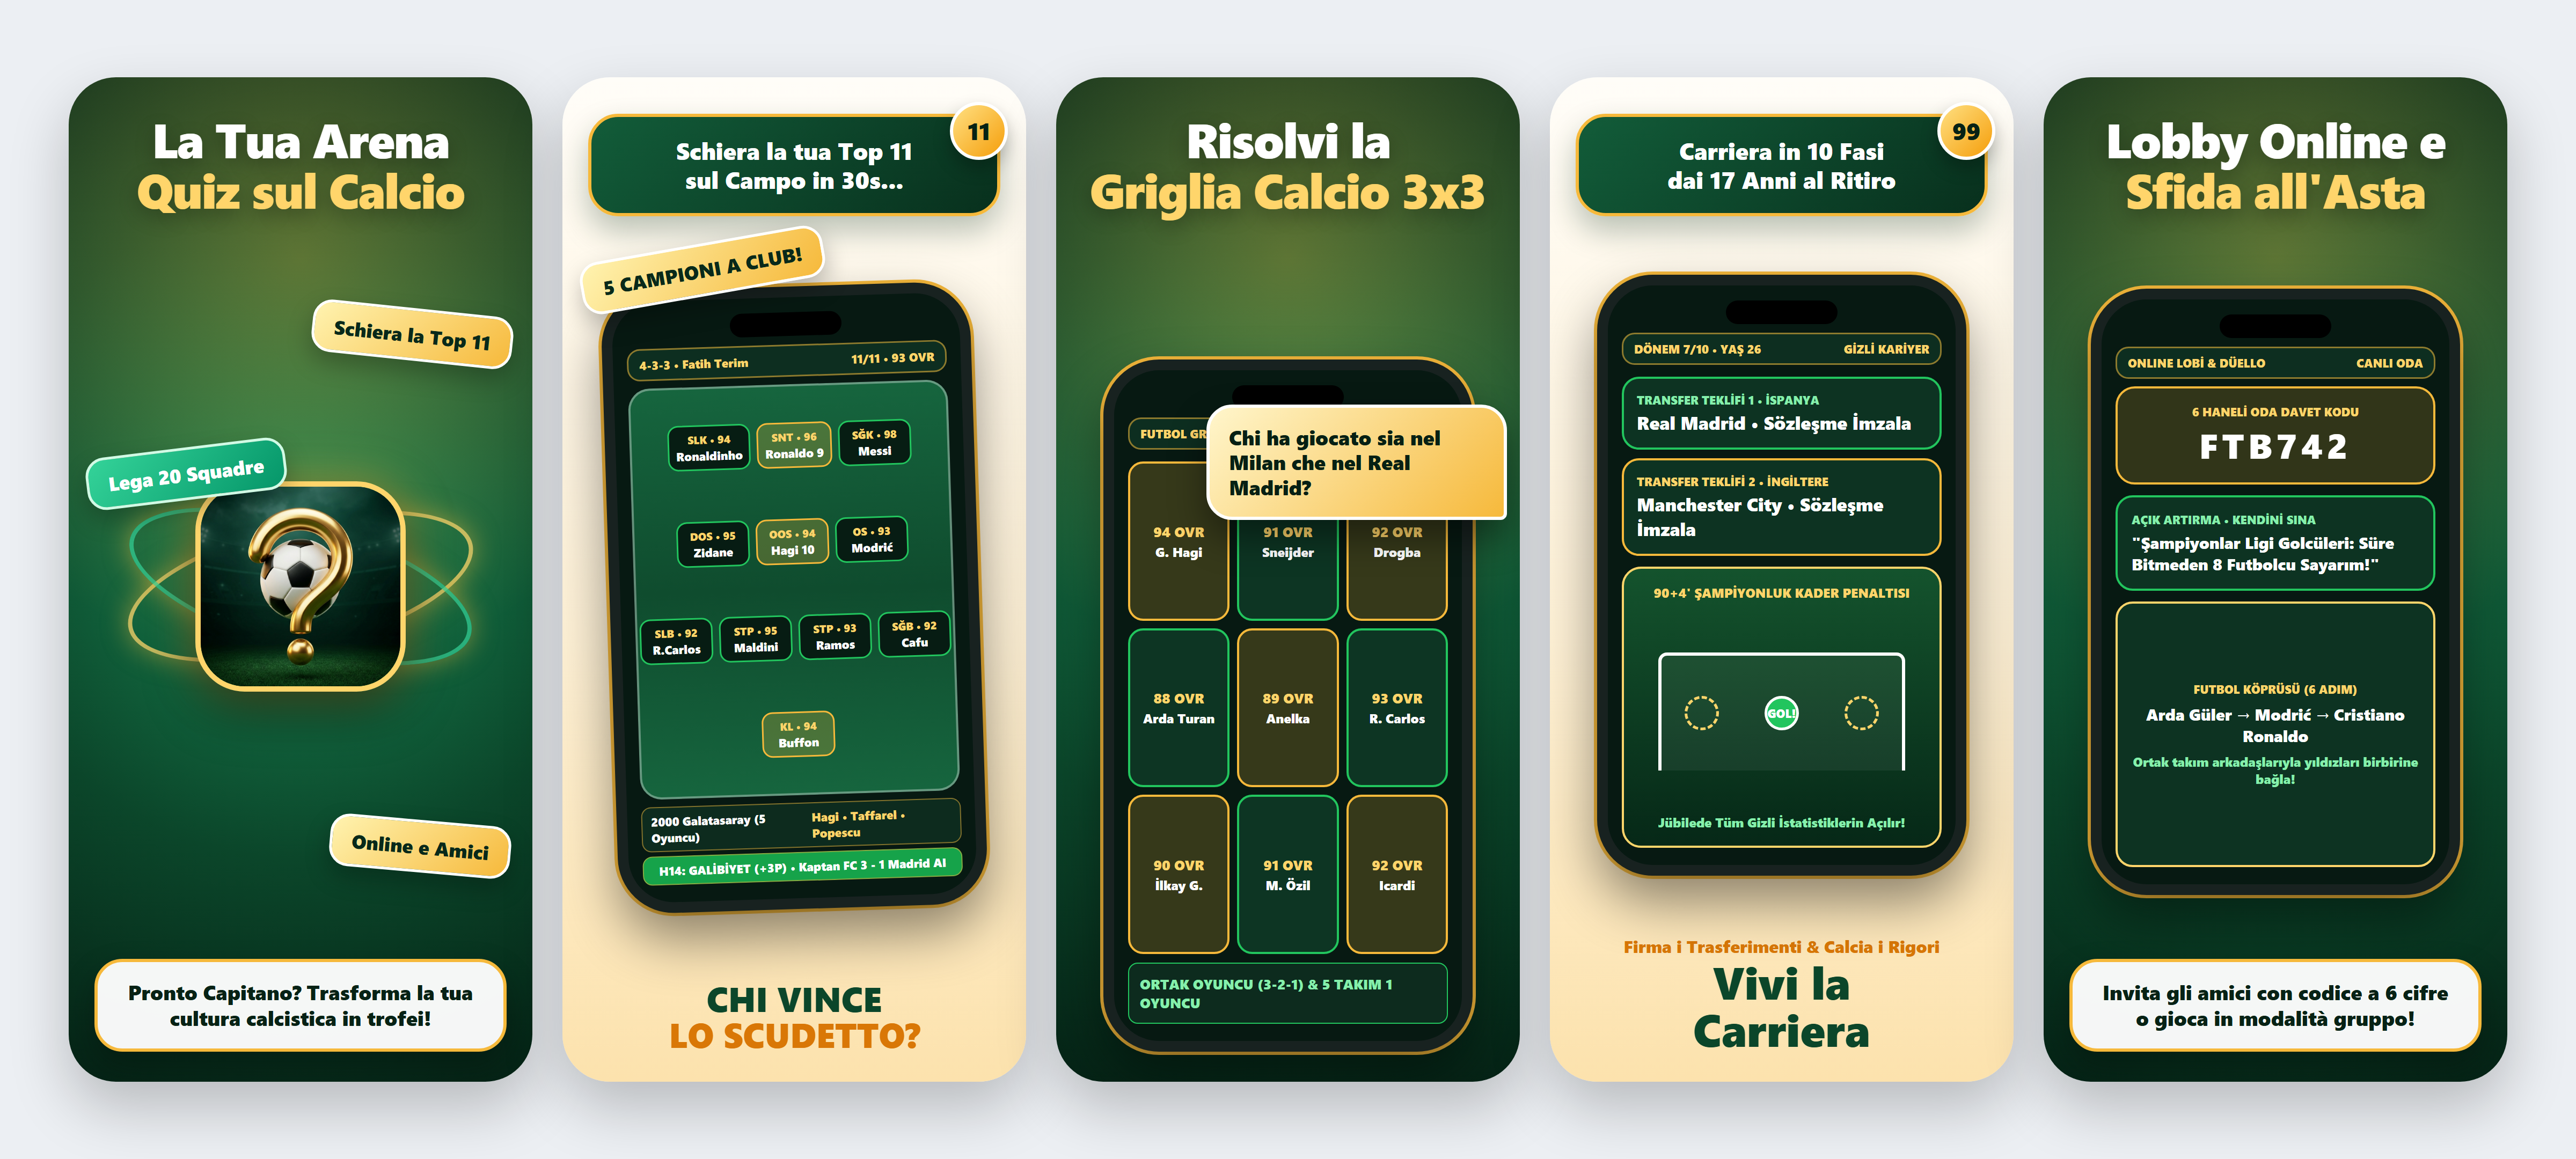 La Tua Arena
Quiz sul Calcio
Schiera la Top 11
Lega 20 Squadre
Online e Amici
Pronto Capitano? Trasforma la tua
cultura calcistica in trofei!
11
Schiera la tua Top 11
sul Campo in 30s...
5 CAMPIONI A CLUB!
4-3-3 • Fatih Terim
11/11 • 93 OVR
SLK • 94
Ronaldinho
SNT • 96
Ronaldo 9
SĞK • 98
Messi
DOS • 95
Zidane
OOS • 94
Hagi 10
OS • 93
Modrić
SLB • 92
R.Carlos
STP • 95
Maldini
STP • 93
Ramos
SĞB • 92
Cafu
KL • 94
Buffon
2000 Galatasaray (5
Oyuncu)
Hagi • Taffarel •
Popescu
H14: GALİBİYET (+3P) • Kaptan FC 3 - 1 Madrid AI
CHI VINCE
LO SCUDETTO?
Risolvi la
Griglia Calcio 3x3
FUTBOL GR
Chi ha giocato sia nel
Milan che nel Real
Madrid?
94 OVR
G. Hagi
91 OVR
Sneijder
92 OVR
Drogba
88 OVR
Arda Turan
89 OVR
Anelka
93 OVR
R. Carlos
90 OVR
İlkay G.
91 OVR
M. Özil
92 OVR
Icardi
ORTAK OYUNCU (3-2-1) & 5 TAKIM 1
OYUNCU
99
Carriera in 10 Fasi
dai 17 Anni al Ritiro
DÖNEM 7/10 • YAŞ 26
GİZLİ KARİYER
TRANSFER TEKLİFİ 1 • İSPANYA
Real Madrid • Sözleşme İmzala
TRANSFER TEKLİFİ 2 • İNGİLTERE
Manchester City • Sözleşme
İmzala
90+4' ŞAMPİYONLUK KADER PENALTISI
GOL!
Jübilede Tüm Gizli İstatistiklerin Açılır!
Firma i Trasferimenti & Calcia i Rigori
Vivi la
Carriera
Lobby Online e
Sfida all'Asta
ONLINE LOBİ & DÜELLO
CANLI ODA
6 HANELİ ODA DAVET KODU
FTB742
AÇIK ARTIRMA • KENDİNİ SINA
"Şampiyonlar Ligi Golcüleri: Süre
Bitmeden 8 Futbolcu Sayarım!"
FUTBOL KÖPRÜSÜ (6 ADIM)
Arda Güler → Modrić → Cristiano
Ronaldo
Ortak takım arkadaşlarıyla yıldızları birbirine
bağla!
Invita gli amici con codice a 6 cifre
o gioca in modalità gruppo!